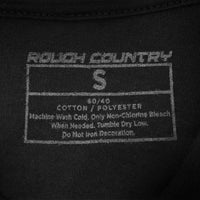 ROUGH COUNTRY
S
60/40
COTTON / POLYESTER
Machine Wash Cold, Only Non-Chlorine Bleach
When Needed. Tumble Dry Low.
Do Not Iron Decoration.